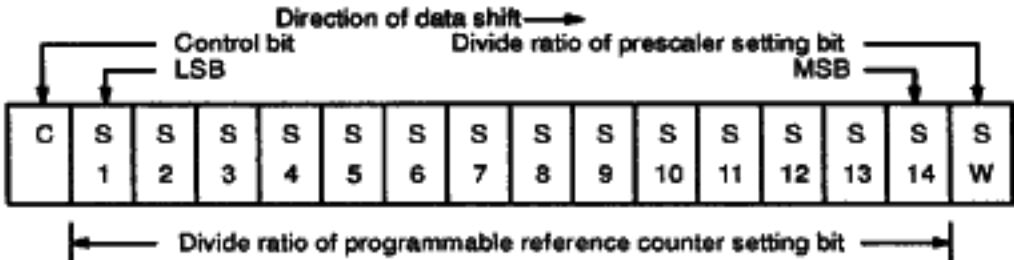 Direction of data shift
Control bit Divide ratio of prescaler setting bit
LSB MSB
C S S S S S S S S S S S S S S S
1 2 3 4 5 6 7 8 9 10 11 12 13 14 W
Divide ratio of programmable reference counter setting bit